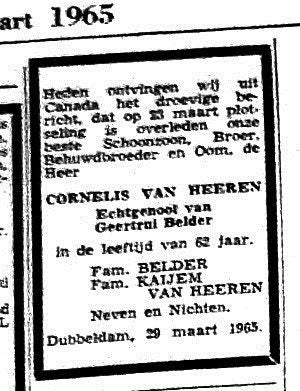 art 1965
Heden ontvingen wij uit
Canada het droevige be-
richt, dat op 23 maart plot-
seling is overleden onze
beste Schoonzoon, Broer,
Behuwdbroeder en Oom, de
Heer
CORNELIS VAN HEEREN
Echtgenoot van
Geertrui Belder
in de leeftijd van 62 jaar.
Fam. BELDER
Fam. KAIJEM
VAN HEEREN
Neven en Nichten.
Dubbeldam, 29 maart 1965.